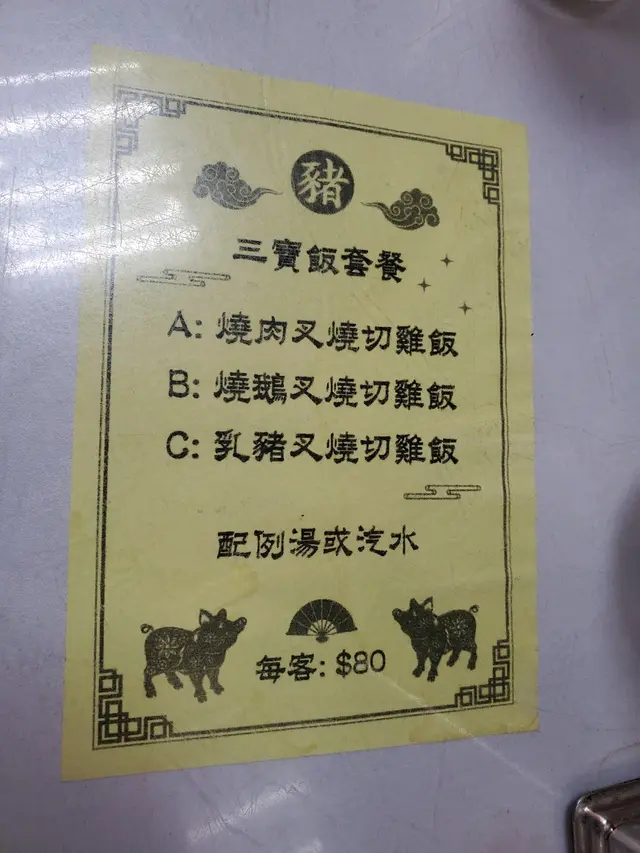 豬
三寶飯套餐
A: 燒肉叉燒切雞飯
B: 燒鵝叉燒切雞飯
C: 乳豬叉燒切雞飯
配例湯或汽水
每客: $80